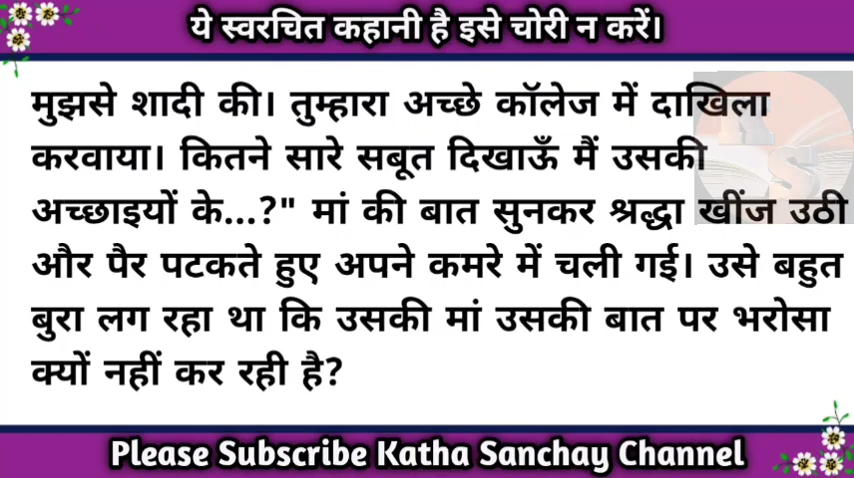 ये स्वरचित कहानी है इसे चोरी न करें।
मुझसे शादी की। तुम्हारा अच्छे कॉलेज में दाखिला
करवाया। कितने सारे सबूत दिखाऊँ मैं उसकी
अच्छाइयों के...?" मां की बात सुनकर श्रद्धा खींज उठी
और पैर पटकते हुए अपने कमरे में चली गई। उसे बहुत
बुरा लग रहा था कि उसकी मां उसकी बात पर भरोसा
क्यों नहीं कर रही है?
Please Subscribe Katha Sanchay Channel